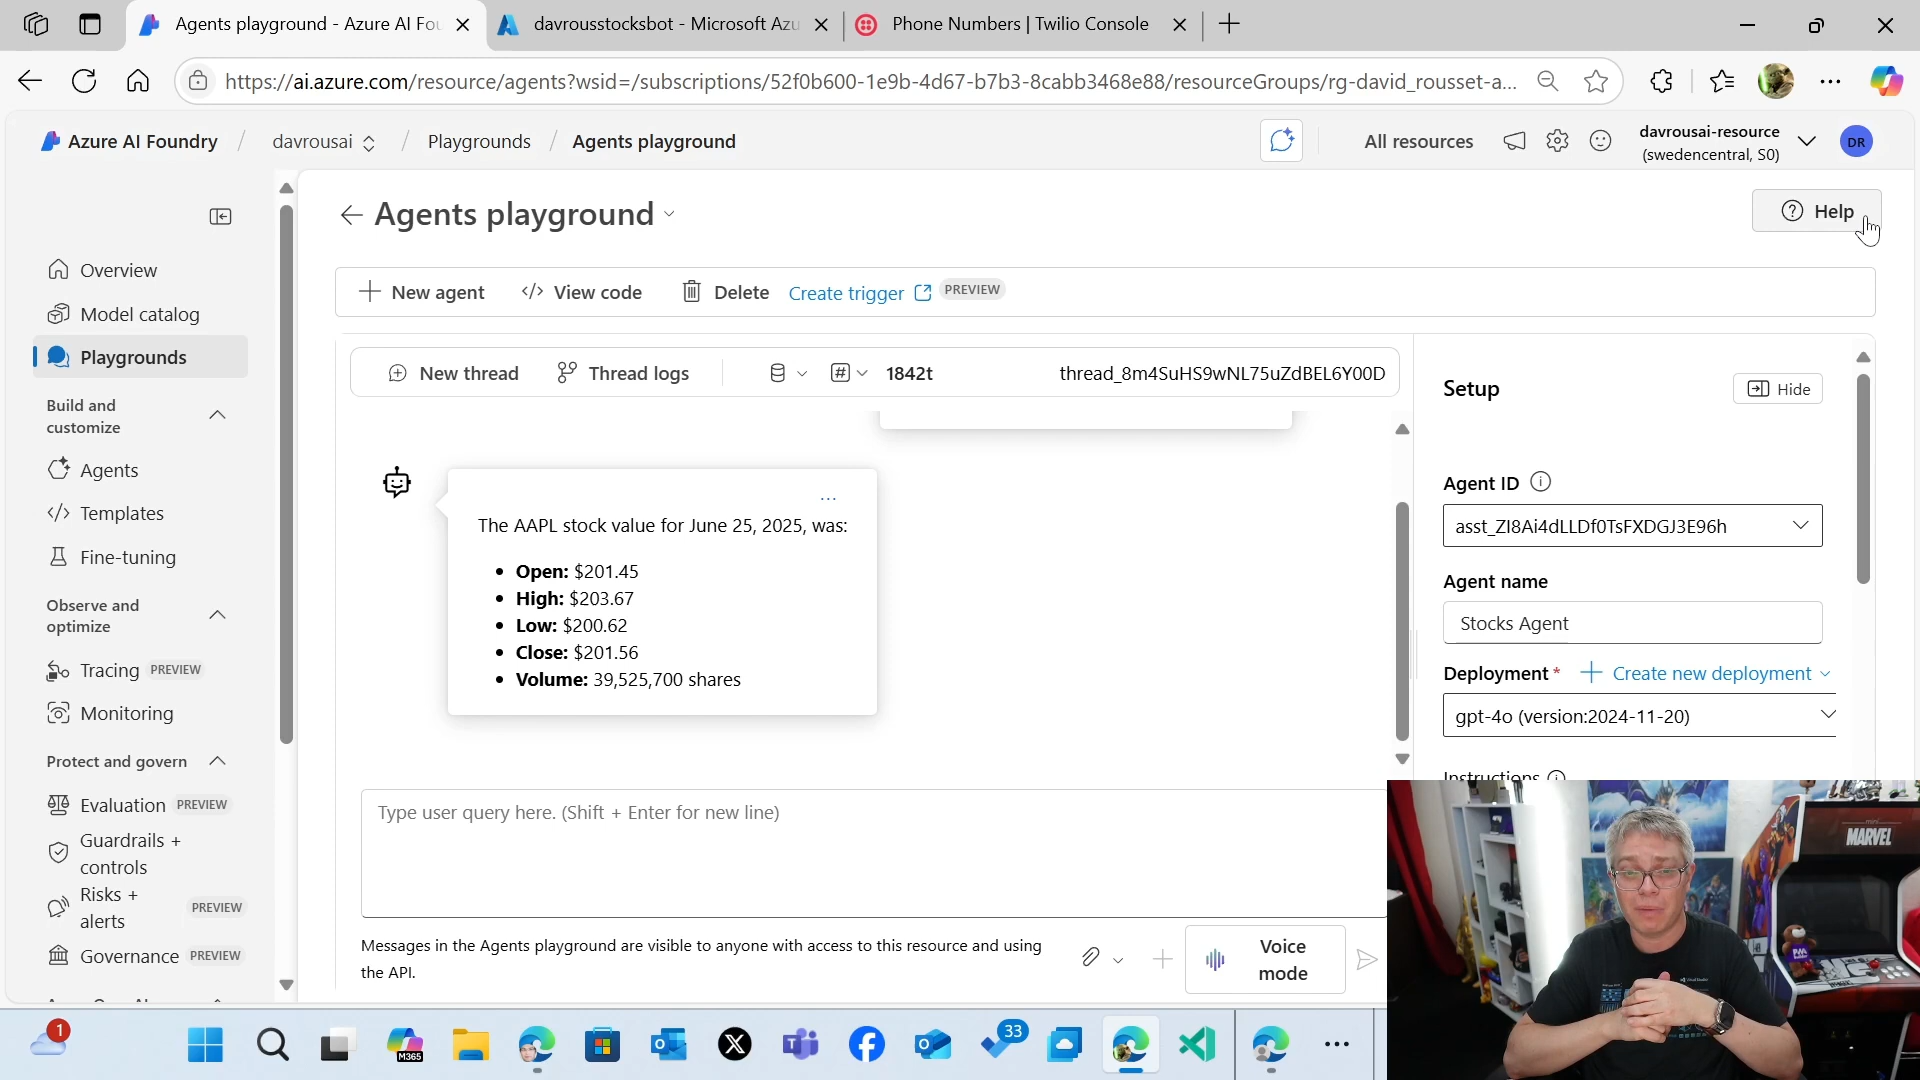 Agents playground - Azure AI Fou
davrousstocksbot - Microsoft Azu
Phone Numbers | Twilio Console
https://ai.azure.com/resource/agents?wsid=/subscriptions/52f0b600-1e9b-4d67-b7b3-8cabb3468e88/resourceGroups/rg-david_rousset-a...
Azure AI Foundry / davrousai / Playgrounds / Agents playground
All resources
davrousai-resource
(swedencentral, S0)
DR
Agents playground
Help
Overview
Model catalog
Playgrounds
Build and
customize
Agents
Templates
Fine-tuning
Observe and
optimize
Tracing PREVIEW
Monitoring
Protect and govern
Evaluation PREVIEW
Guardrails +
controls
Risks +
alerts PREVIEW
Governance PREVIEW
New agent
View code
Delete
Create trigger PREVIEW
New thread
Thread logs
1842t
thread_8m4SuHS9wNL75uZdBEL6Y00D
...
The AAPL stock value for June 25, 2025, was:
• Open: $201.45
• High: $203.67
• Low: $200.62
• Close: $201.56
• Volume: 39,525,700 shares
Type user query here. (Shift + Enter for new line)
Messages in the Agents playground are visible to anyone with access to this resource and using
the API.
Voice
mode
Setup
Hide
Agent ID
asst_ZI8Ai4dLLDf0TsFXDGJ3E96h
Agent name
Stocks Agent
Deployment * + Create new deployment
gpt-4o (version:2024-11-20)
Instructions
MARVEL
1
M365
33